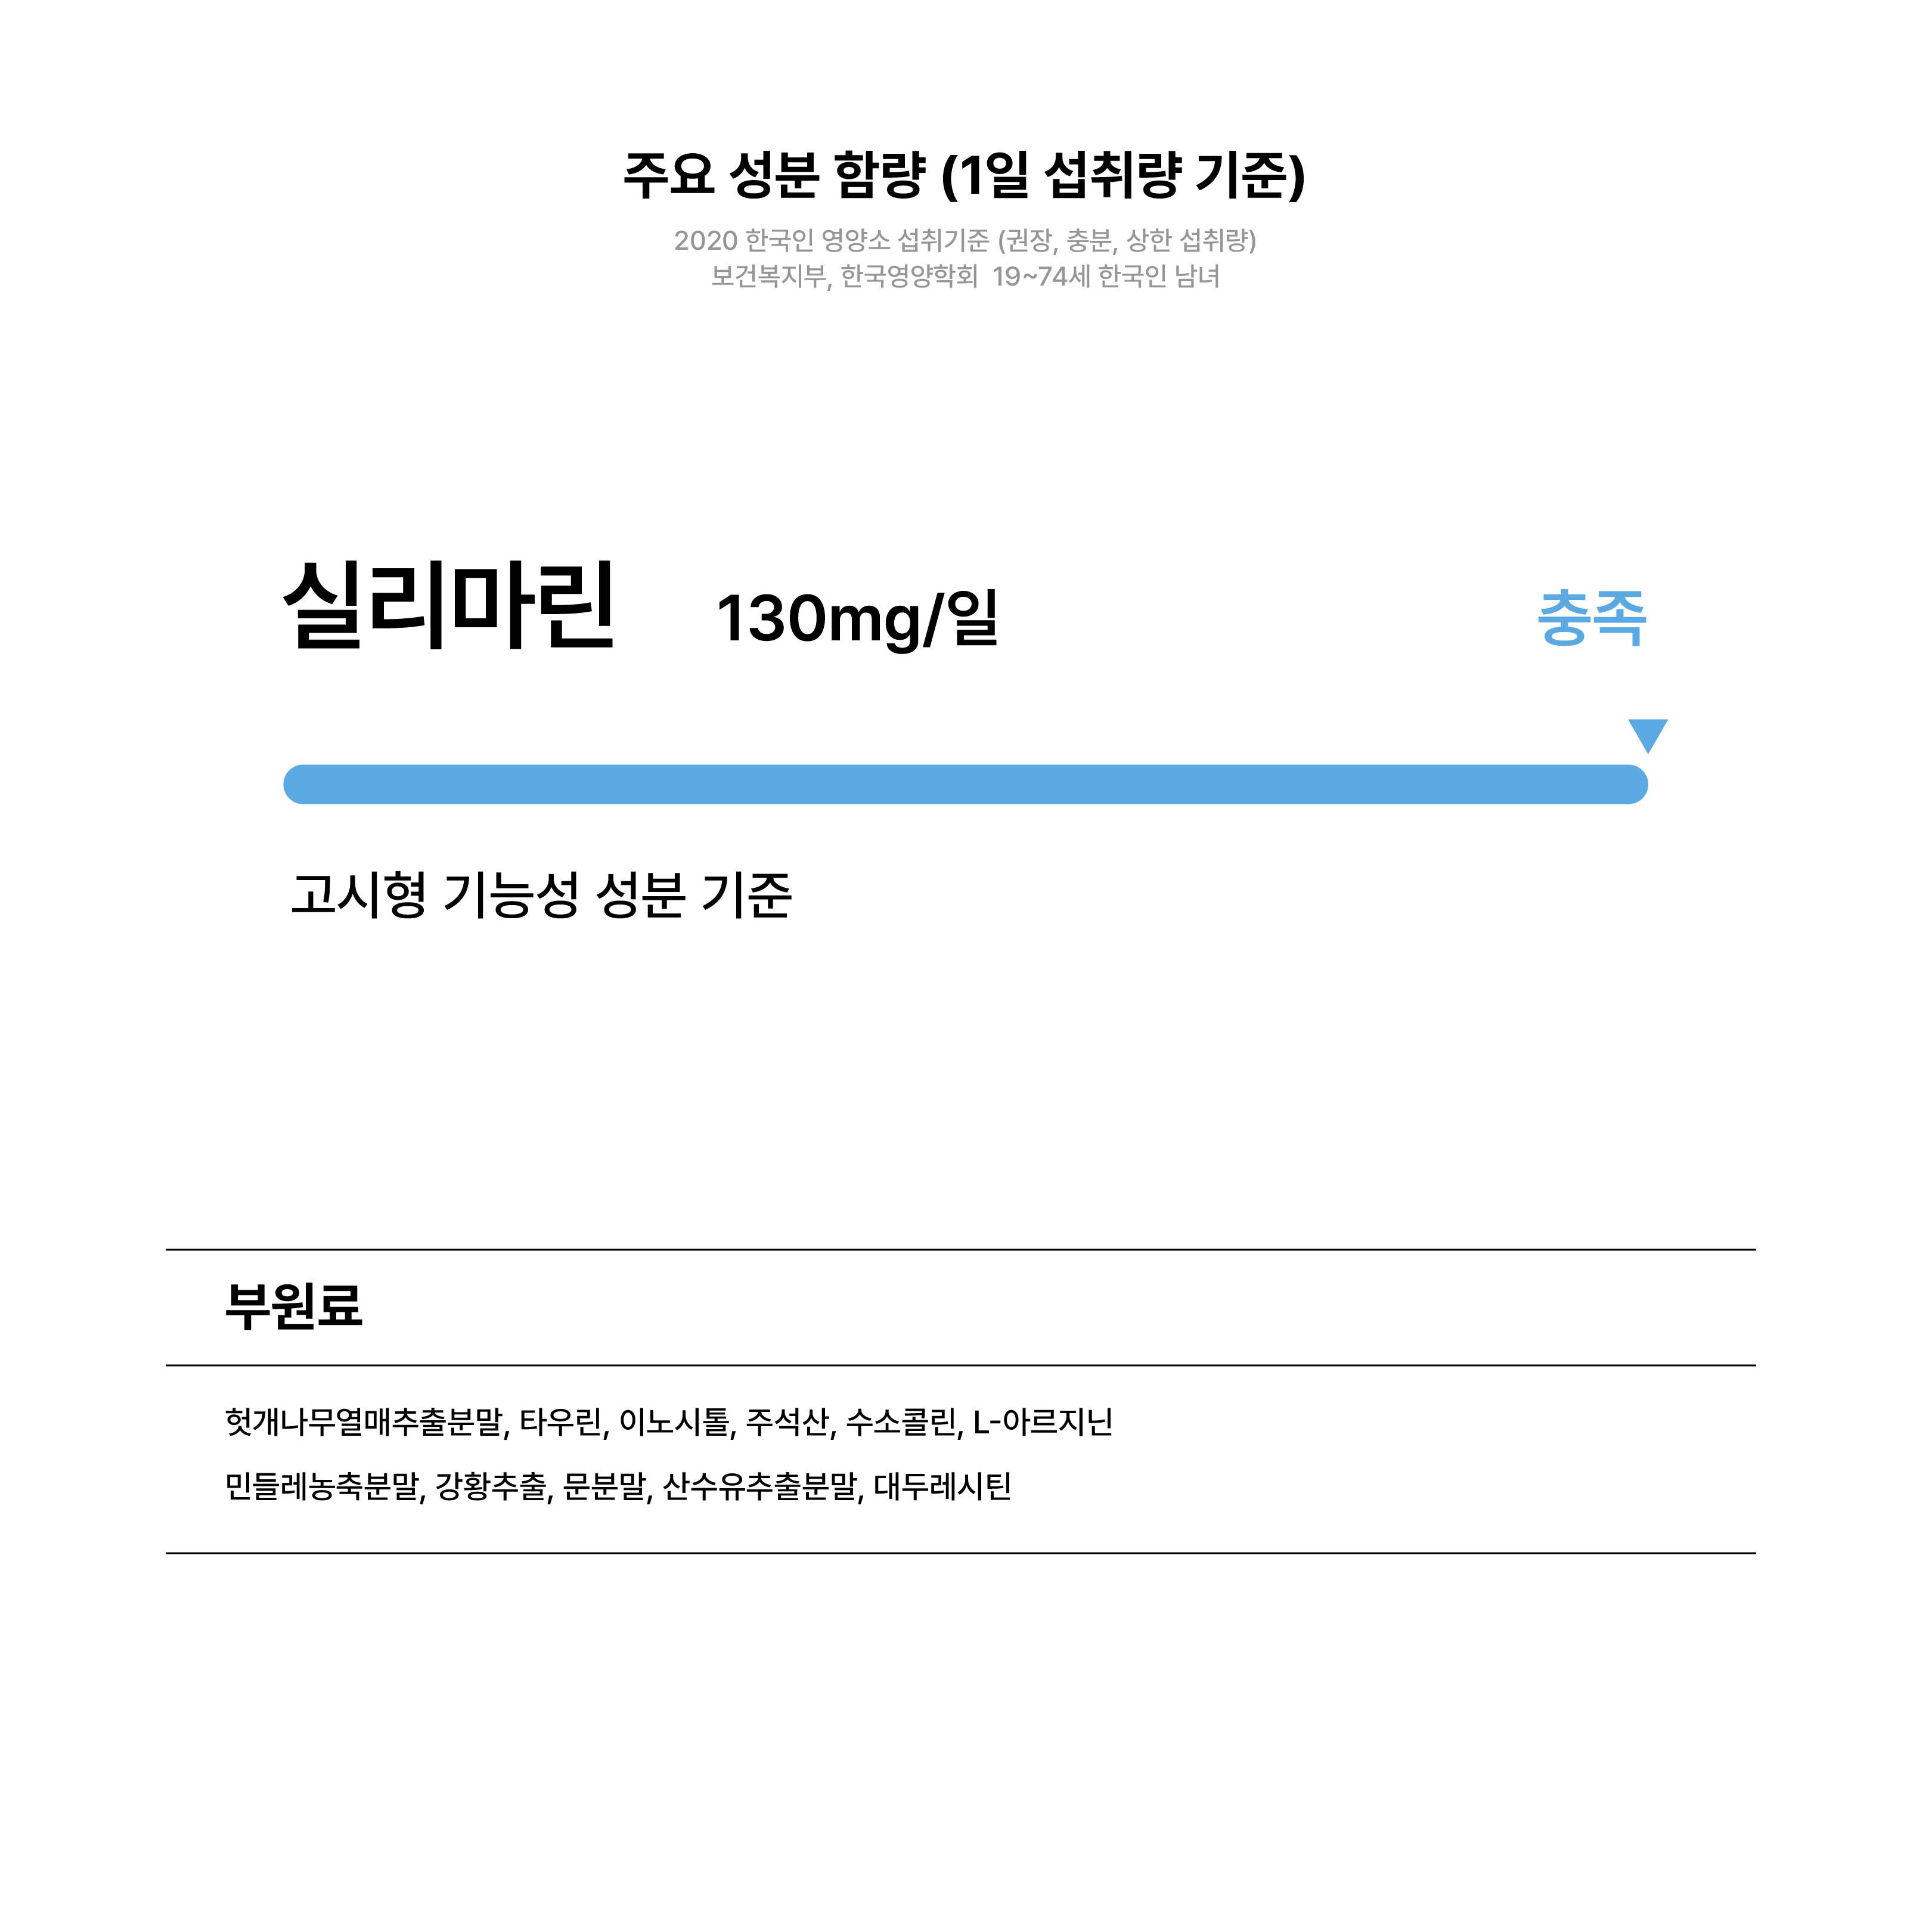 주요 성분 함량 (1일 섭취량 기준)
2020 한국인 영양소 섭취기준 (권장, 충분, 상한 섭취량)
보건복지부, 한국영양학회 19~74세 한국인 남녀
실리마린 130mg/일 충족
고시형 기능성 성분 기준
부원료
헛개나무열매추출분말, 타우린, 이노시톨, 주석산, 수소콜린, L-아르지닌
민들레농축분말, 강황추출, 문분말, 산수유추출분말, 대두레시틴